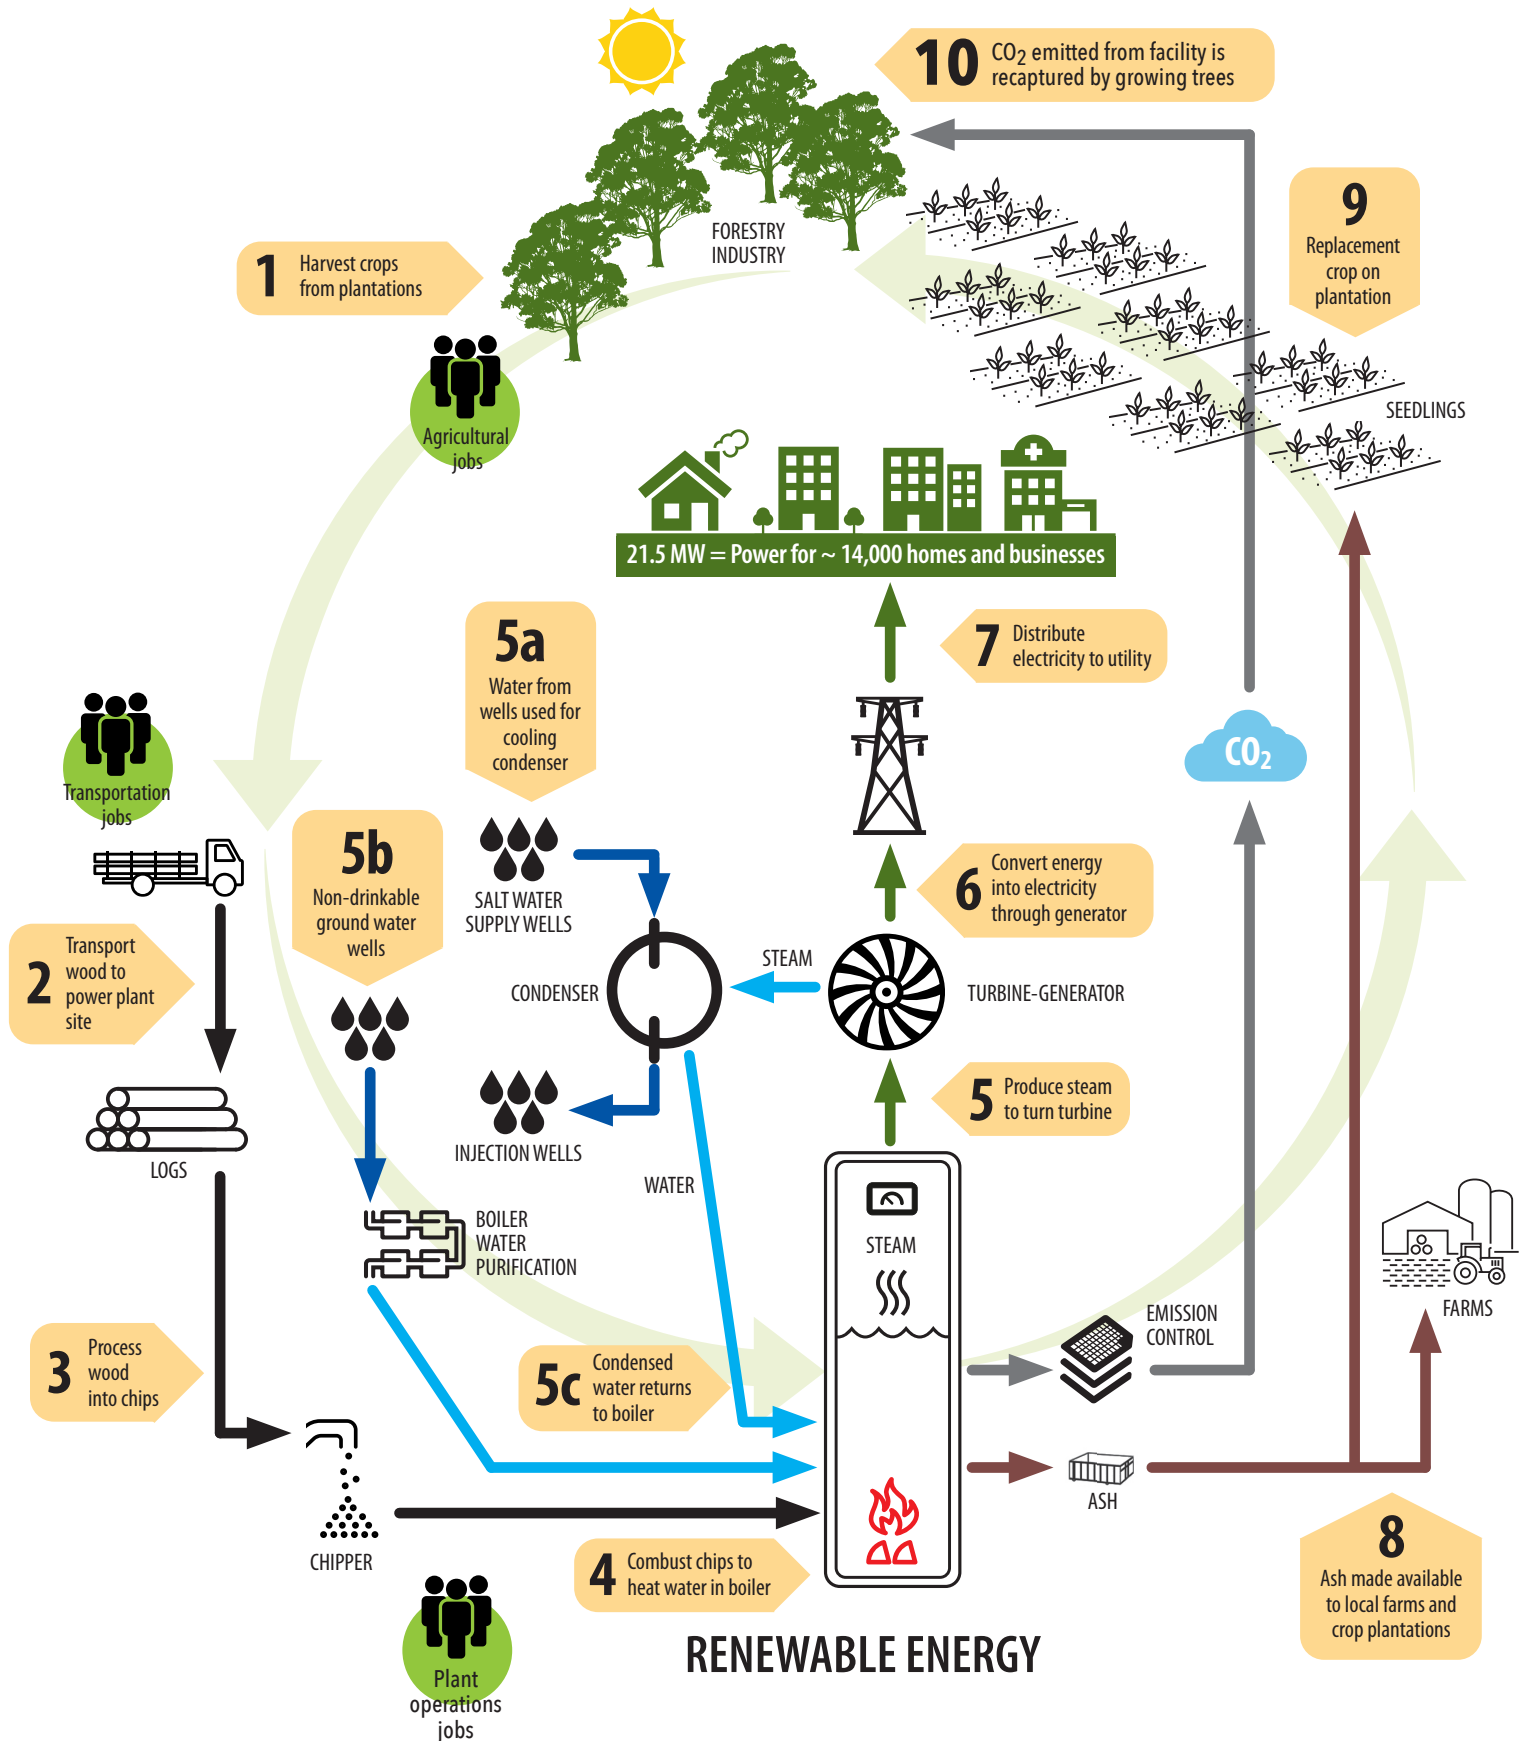 10
CO2 emitted from facility is
recaptured by growing trees
9
Replacement
crop on
plantation
FORESTRY
INDUSTRY
1
Harvest crops
from plantations
Agricultural
jobs
SEEDLINGS
21.5 MW = Power for ~ 14,000 homes and businesses
5a
Water from
wells used for
cooling
condenser
7
Distribute
electricity to utility
Transportation
jobs
CO2
5b
Non-drinkable
ground water
wells
SALT WATER
SUPPLY WELLS
6
Convert energy
into electricity
through generator
2
Transport
wood to
power plant
site
STEAM
CONDENSER
TURBINE-GENERATOR
5
Produce steam
to turn turbine
INJECTION WELLS
LOGS
WATER
BOILER
WATER
PURIFICATION
STEAM
EMISSION
CONTROL
FARMS
3
Process
wood
into chips
5c
Condensed
water returns
to boiler
ASH
CHIPPER
4
Combust chips to
heat water in boiler
8
Ash made available
to local farms and
crop plantations
RENEWABLE ENERGY
Plant
operations
jobs